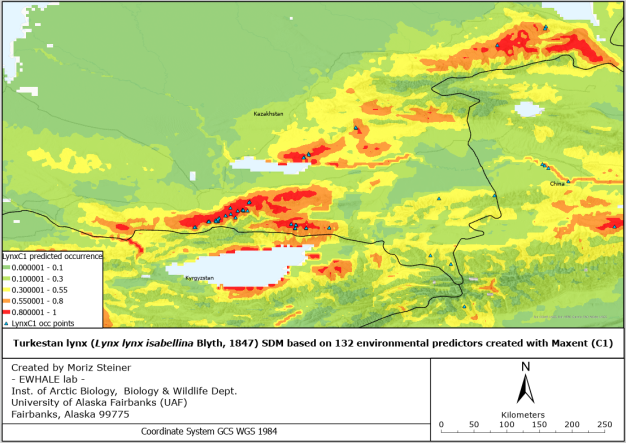 Kazakhstan
China
Kyrgyzstan
LynxC1 predicted occurrence
0.000001 - 0.1
0.100001 - 0.3
0.300001 - 0.55
0.550001 - 0.8
0.800001 - 1
LynxC1 occ points
Turkestan lynx (Lynx lynx isabellina Blyth, 1847) SDM based on 132 environmental predictors created with Maxent (C1)
Created by Moriz Steiner
- EWHALE lab -
Inst. of Arctic Biology, Biology & Wildlife Dept.
University of Alaska Fairbanks (UAF)
Fairbanks, Alaska 99775
Coordinate System GCS WGS 1984
N
Kilometers
0 50 100 150 200 250